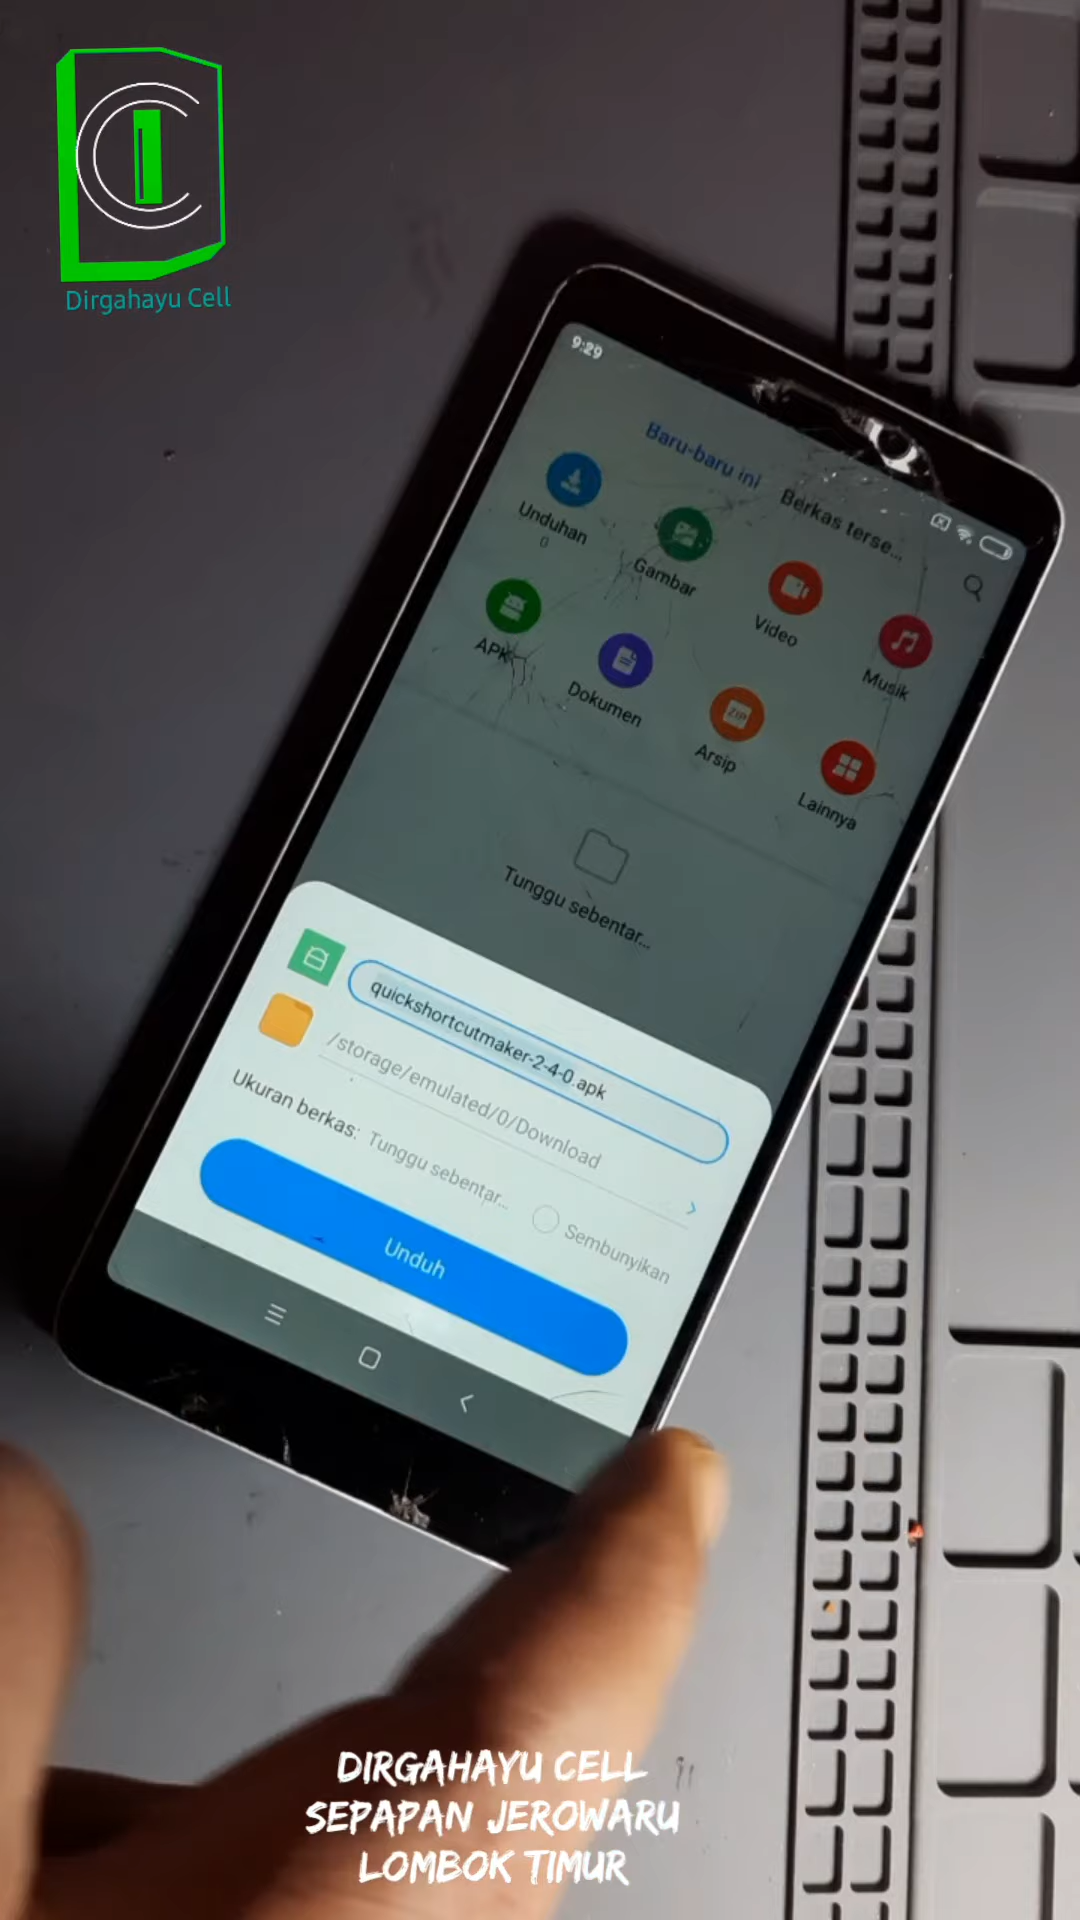 Dirgahayu Cell
9:29
Baru-baru ini
Berkas terse...
Unduhan
0
Gambar
Video
Musik
APK
Dokumen
ZIP
Arsip
Lainnya
Tunggu sebentar...
quickshortcutmaker-2-4-0.apk
/storage/emulated/0/Download
Ukuran berkas: Tunggu sebentar...
Sembunyikan
Unduh
DIRGAHAYU CELL
SEPAPAN JEROWARU
LOMBOK TIMUR